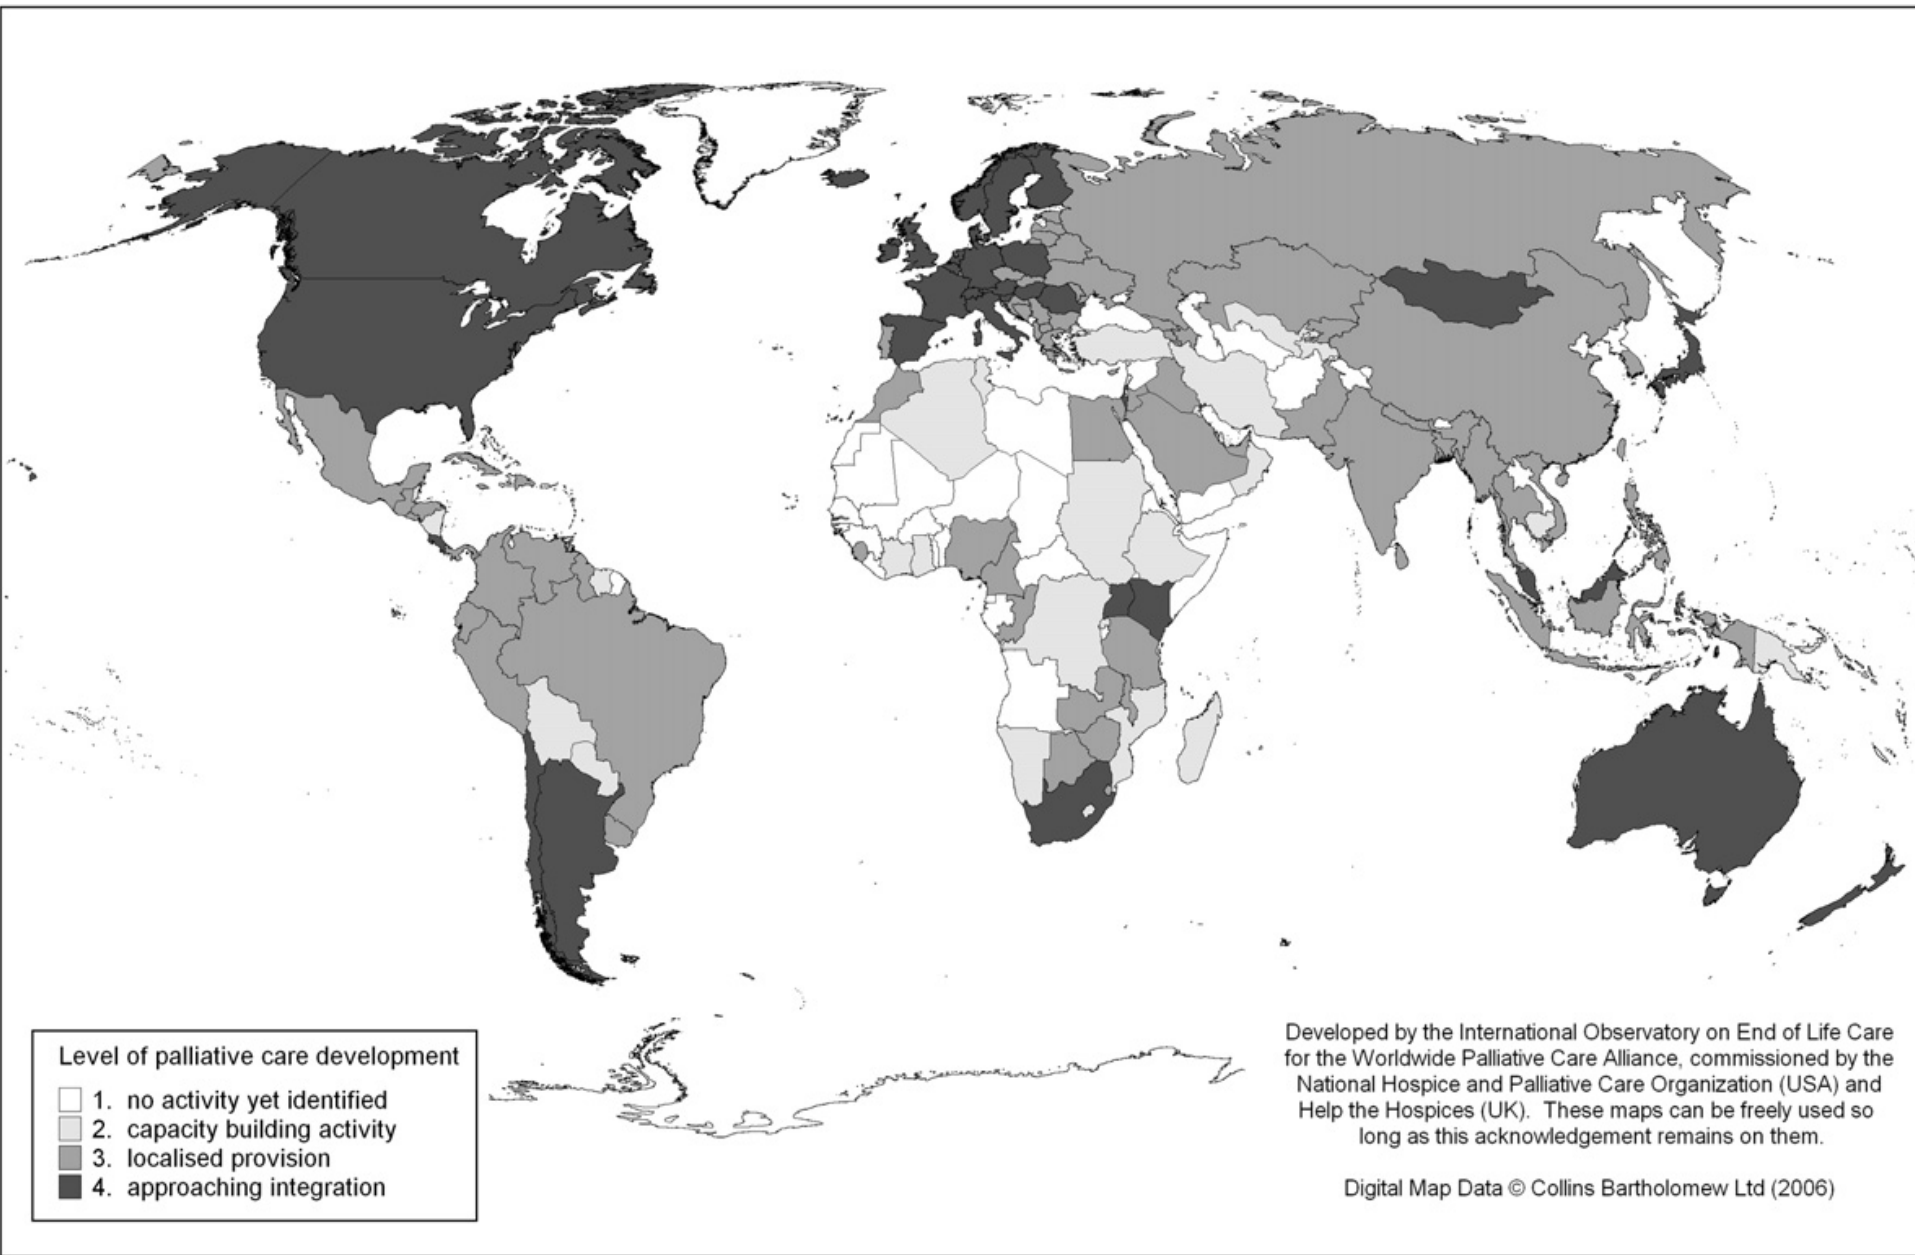 Level of palliative care development
1. no activity yet identified
2. capacity building activity
3. localised provision
4. approaching integration
Developed by the International Observatory on End of Life Care
for the Worldwide Palliative Care Alliance, commissioned by the
National Hospice and Palliative Care Organization (USA) and
Help the Hospices (UK). These maps can be freely used so
long as this acknowledgement remains on them.
Digital Map Data © Collins Bartholomew Ltd (2006)